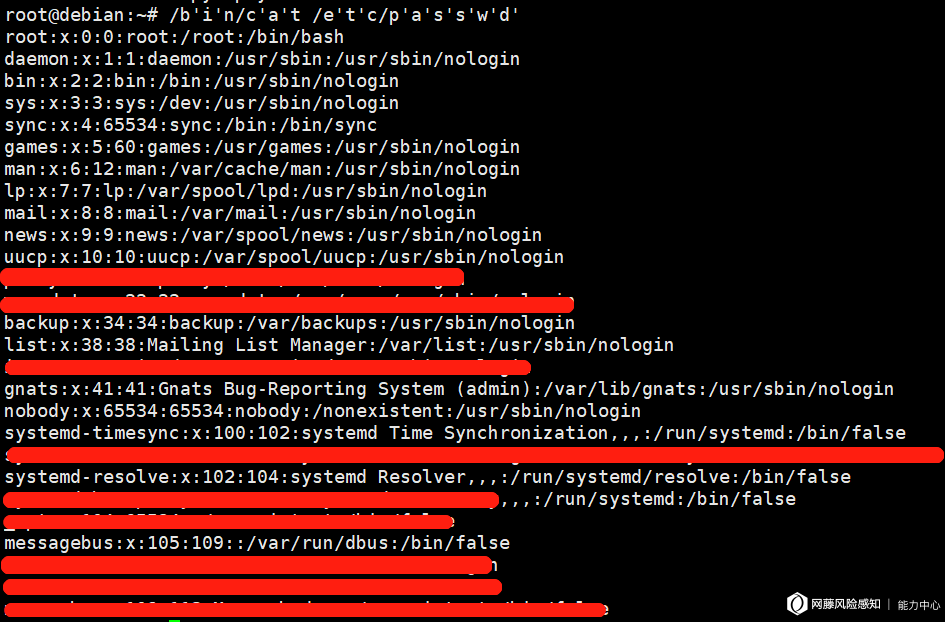 root@debian:~# /b'i'n/c'a't /e't'c/p'a's's'w'd'
root:x:0:0:root:/root:/bin/bash
daemon:x:1:1:daemon:/usr/sbin:/usr/sbin/nologin
bin:x:2:2:bin:/bin:/usr/sbin/nologin
sys:x:3:3:sys:/dev:/usr/sbin/nologin
sync:x:4:65534:sync:/bin:/bin/sync
games:x:5:60:games:/usr/games:/usr/sbin/nologin
man:x:6:12:man:/var/cache/man:/usr/sbin/nologin
lp:x:7:7:lp:/var/spool/lpd:/usr/sbin/nologin
mail:x:8:8:mail:/var/mail:/usr/sbin/nologin
news:x:9:9:news:/var/spool/news:/usr/sbin/nologin
uucp:x:10:10:uucp:/var/spool/uucp:/usr/sbin/nologin
backup:x:34:34:backup:/var/backups:/usr/sbin/nologin
list:x:38:38:Mailing List Manager:/var/list:/usr/sbin/nologin
gnats:x:41:41:Gnats Bug-Reporting System (admin):/var/lib/gnats:/usr/sbin/nologin
nobody:x:65534:65534:nobody:/nonexistent:/usr/sbin/nologin
systemd-timesync:x:100:102:systemd Time Synchronization,,,:/run/systemd:/bin/false
systemd-resolve:x:102:104:systemd Resolver,,,:/run/systemd/resolve:/bin/false
,,,:/run/systemd:/bin/false
messagebus:x:105:109::/var/run/dbus:/bin/false
网藤风险感知 | 能力中心